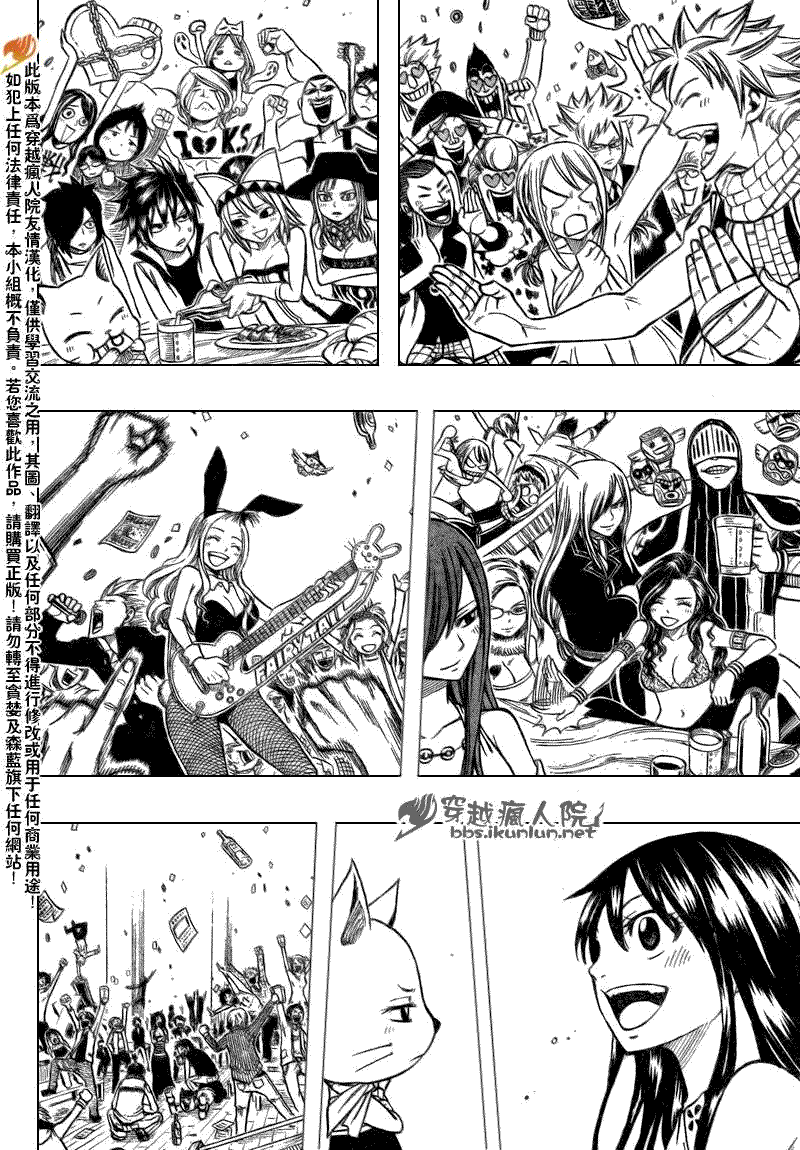 此版本爲穿越瘋人院友情漢化，僅供學習交流之用，其圖、翻譯以及任何部分不得進行修改或用于任何商業用途！
如犯上任何法律責任，本小組概不負責。若您喜歡此作品，請購買正版！請勿轉至貪婪及森藍旗下任何網站！
KS
FAIRY TAIL
穿越瘋人院
bbs.ikunlun.net